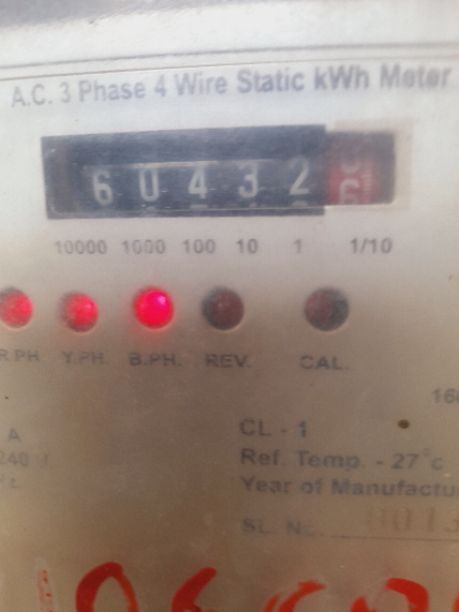 A.C. 3 Phase 4 Wire Static kWh Meter
6 0 4 3 2
10000 1000 100 10 1 1/10
R.PH. Y.PH. B.PH. REV. CAL.
A
CL - 1
240 V
Ref. Temp. - 27°c
Year of Manufactu
SL. No.